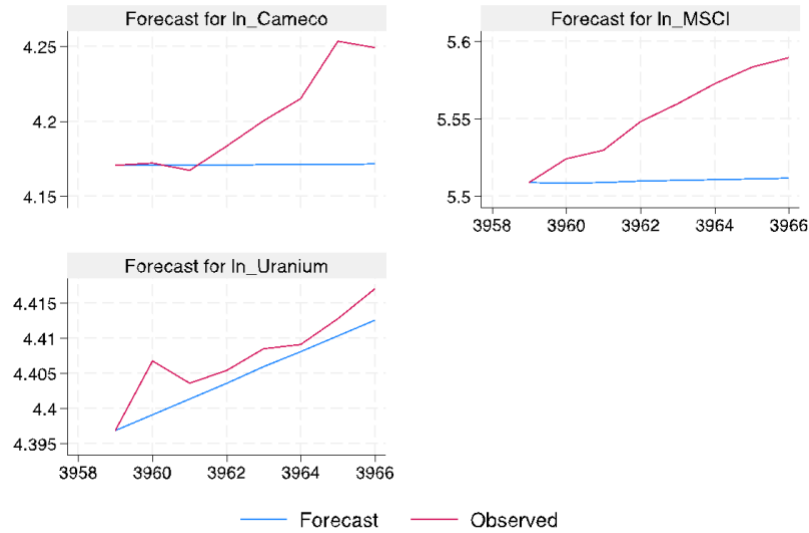 Forecast for ln_Cameco
4.25
4.2
4.15
Forecast for ln_MSCI
5.6
5.55
5.5
3958 3960 3962 3964 3966
Forecast for ln_Uranium
4.415
4.41
4.405
4.4
4.395
3958 3960 3962 3964 3966
Forecast Observed